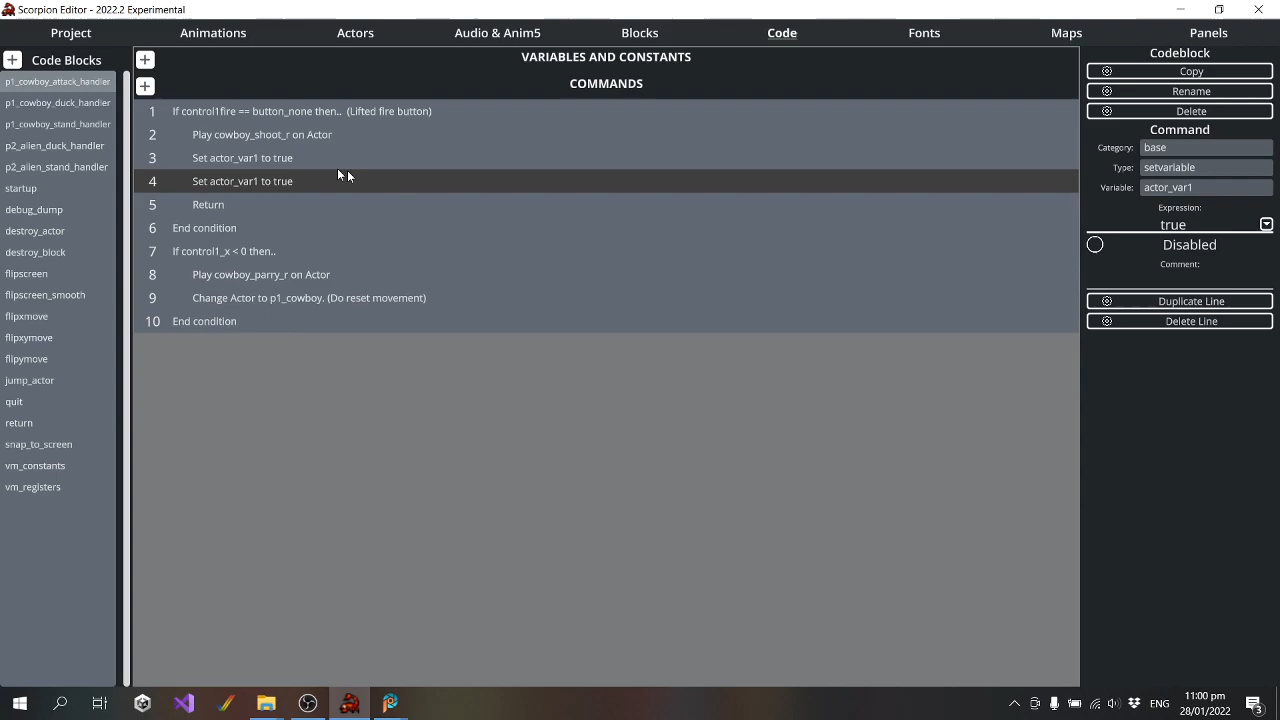 Scorpion Editor - 2022.2 Experimental
Project
Animations
Actors
Audio & Anim5
Blocks
Code
Fonts
Maps
Panels
Code Blocks
p1_cowboy_attack_handler
p1_cowboy_duck_handler
p1_cowboy_stand_handler
p2_alien_duck_handler
p2_alien_stand_handler
startup
debug_dump
destroy_actor
destroy_block
flipscreen
flipscreen_smooth
flipxmove
flipxymove
flipymove
jump_actor
quit
return
snap_to_screen
vm_constants
vm_registers
VARIABLES AND CONSTANTS
COMMANDS
1 If control1fire == button_none then.. (Lifted fire button)
2 Play cowboy_shoot_r on Actor
3 Set actor_var1 to true
4 Set actor_var1 to true
5 Return
6 End condition
7 If control1_x < 0 then..
8 Play cowboy_parry_r on Actor
9 Change Actor to p1_cowboy. (Do reset movement)
10 End condition
Codeblock
Copy
Rename
Delete
Command
Category: base
Type: setvariable
Variable: actor_var1
Expression:
true
Disabled
Comment:
Duplicate Line
Delete Line
ENG
11:00 pm
28/01/2022
3